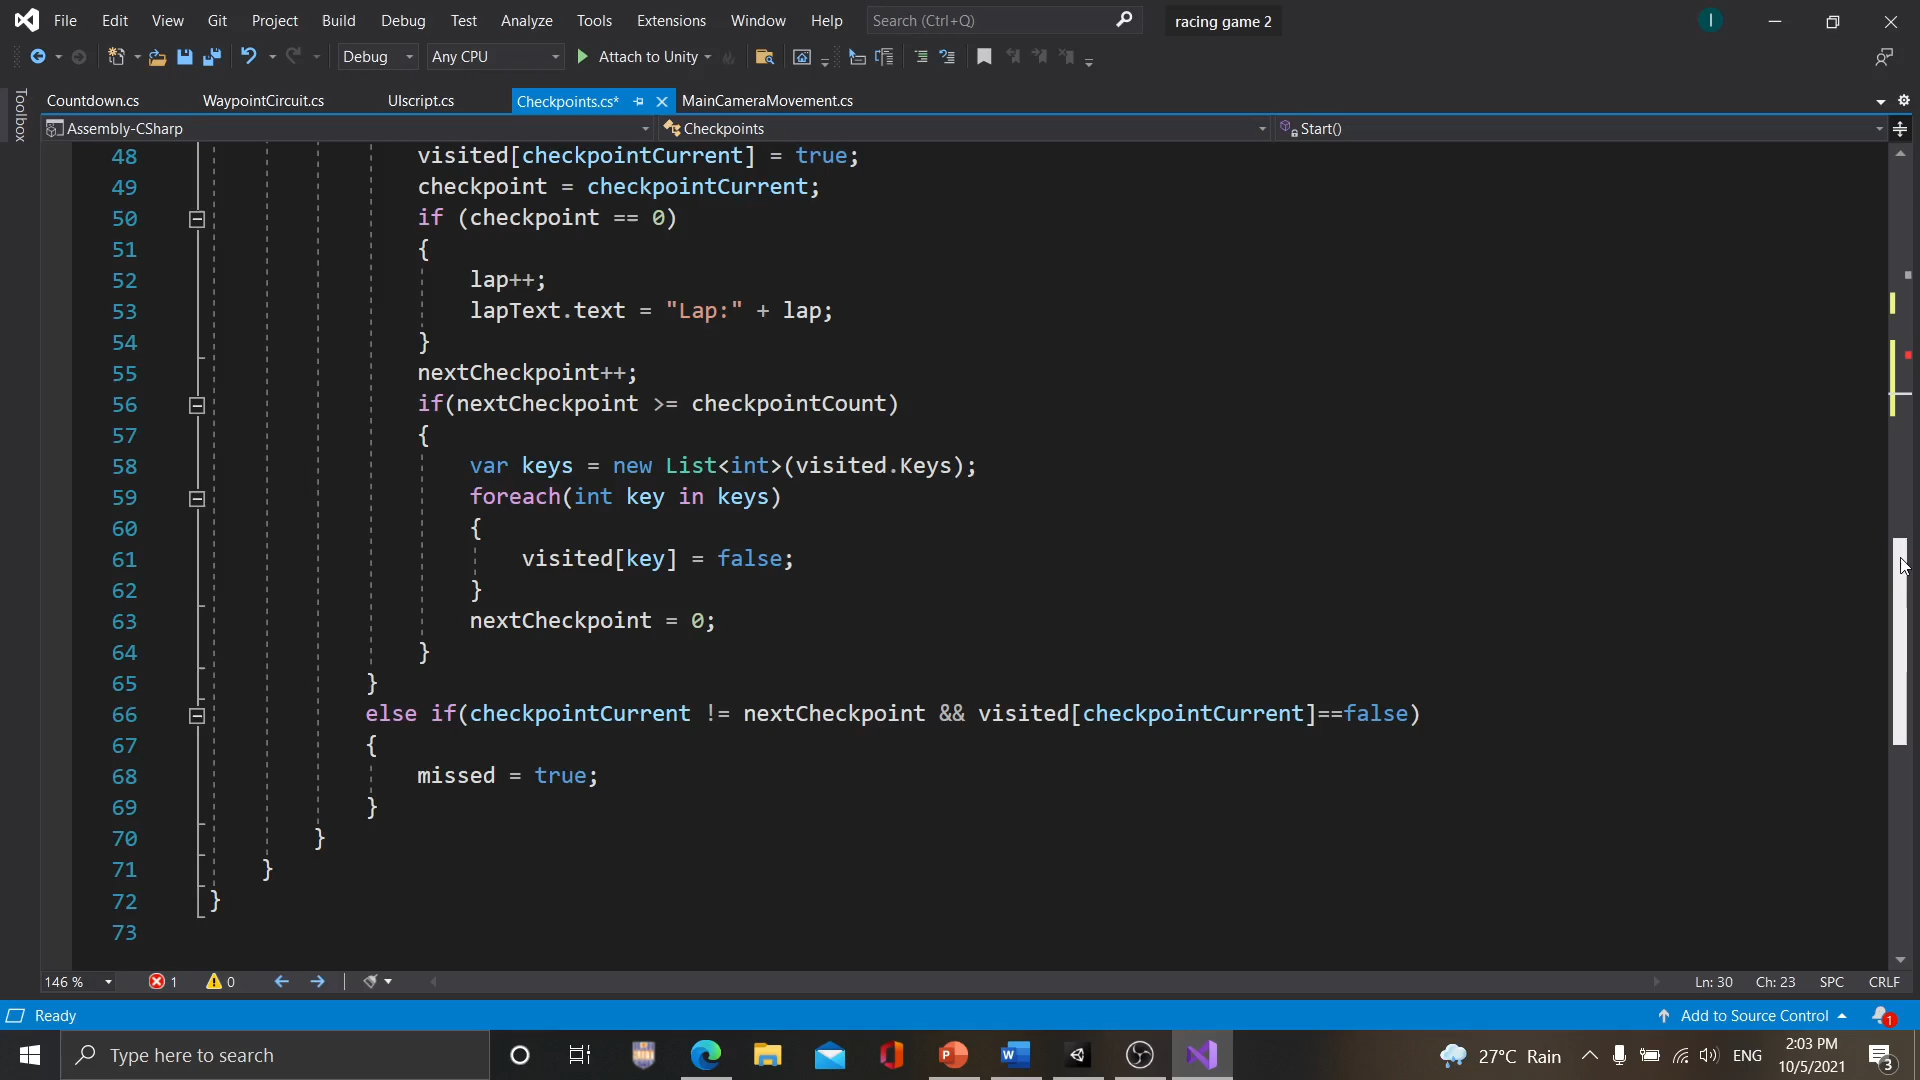 File Edit View Git Project Build Debug Test Analyze Tools Extensions Window Help Search (Ctrl+Q) racing game 2 I
Debug Any CPU Attach to Unity
Toolbox
Countdown.cs WaypointCircuit.cs UIscript.cs Checkpoints.cs* MainCameraMovement.cs
Assembly-CSharp Checkpoints Start()
48 visited[checkpointCurrent] = true;
49 checkpoint = checkpointCurrent;
50 if (checkpoint == 0)
51 {
52 lap++;
53 lapText.text = "Lap:" + lap;
54 }
55 nextCheckpoint++;
56 if(nextCheckpoint >= checkpointCount)
57 {
58 var keys = new List<int>(visited.Keys);
59 foreach(int key in keys)
60 {
61 visited[key] = false;
62 }
63 nextCheckpoint = 0;
64 }
65 }
66 else if(checkpointCurrent != nextCheckpoint && visited[checkpointCurrent]==false)
67 {
68 missed = true;
69 }
70 }
71 }
72 }
73
146 % 1 0 Ln: 30 Ch: 23 SPC CRLF
Ready Add to Source Control 1
Type here to search 27°C Rain ENG 2:03 PM
10/5/2021 3